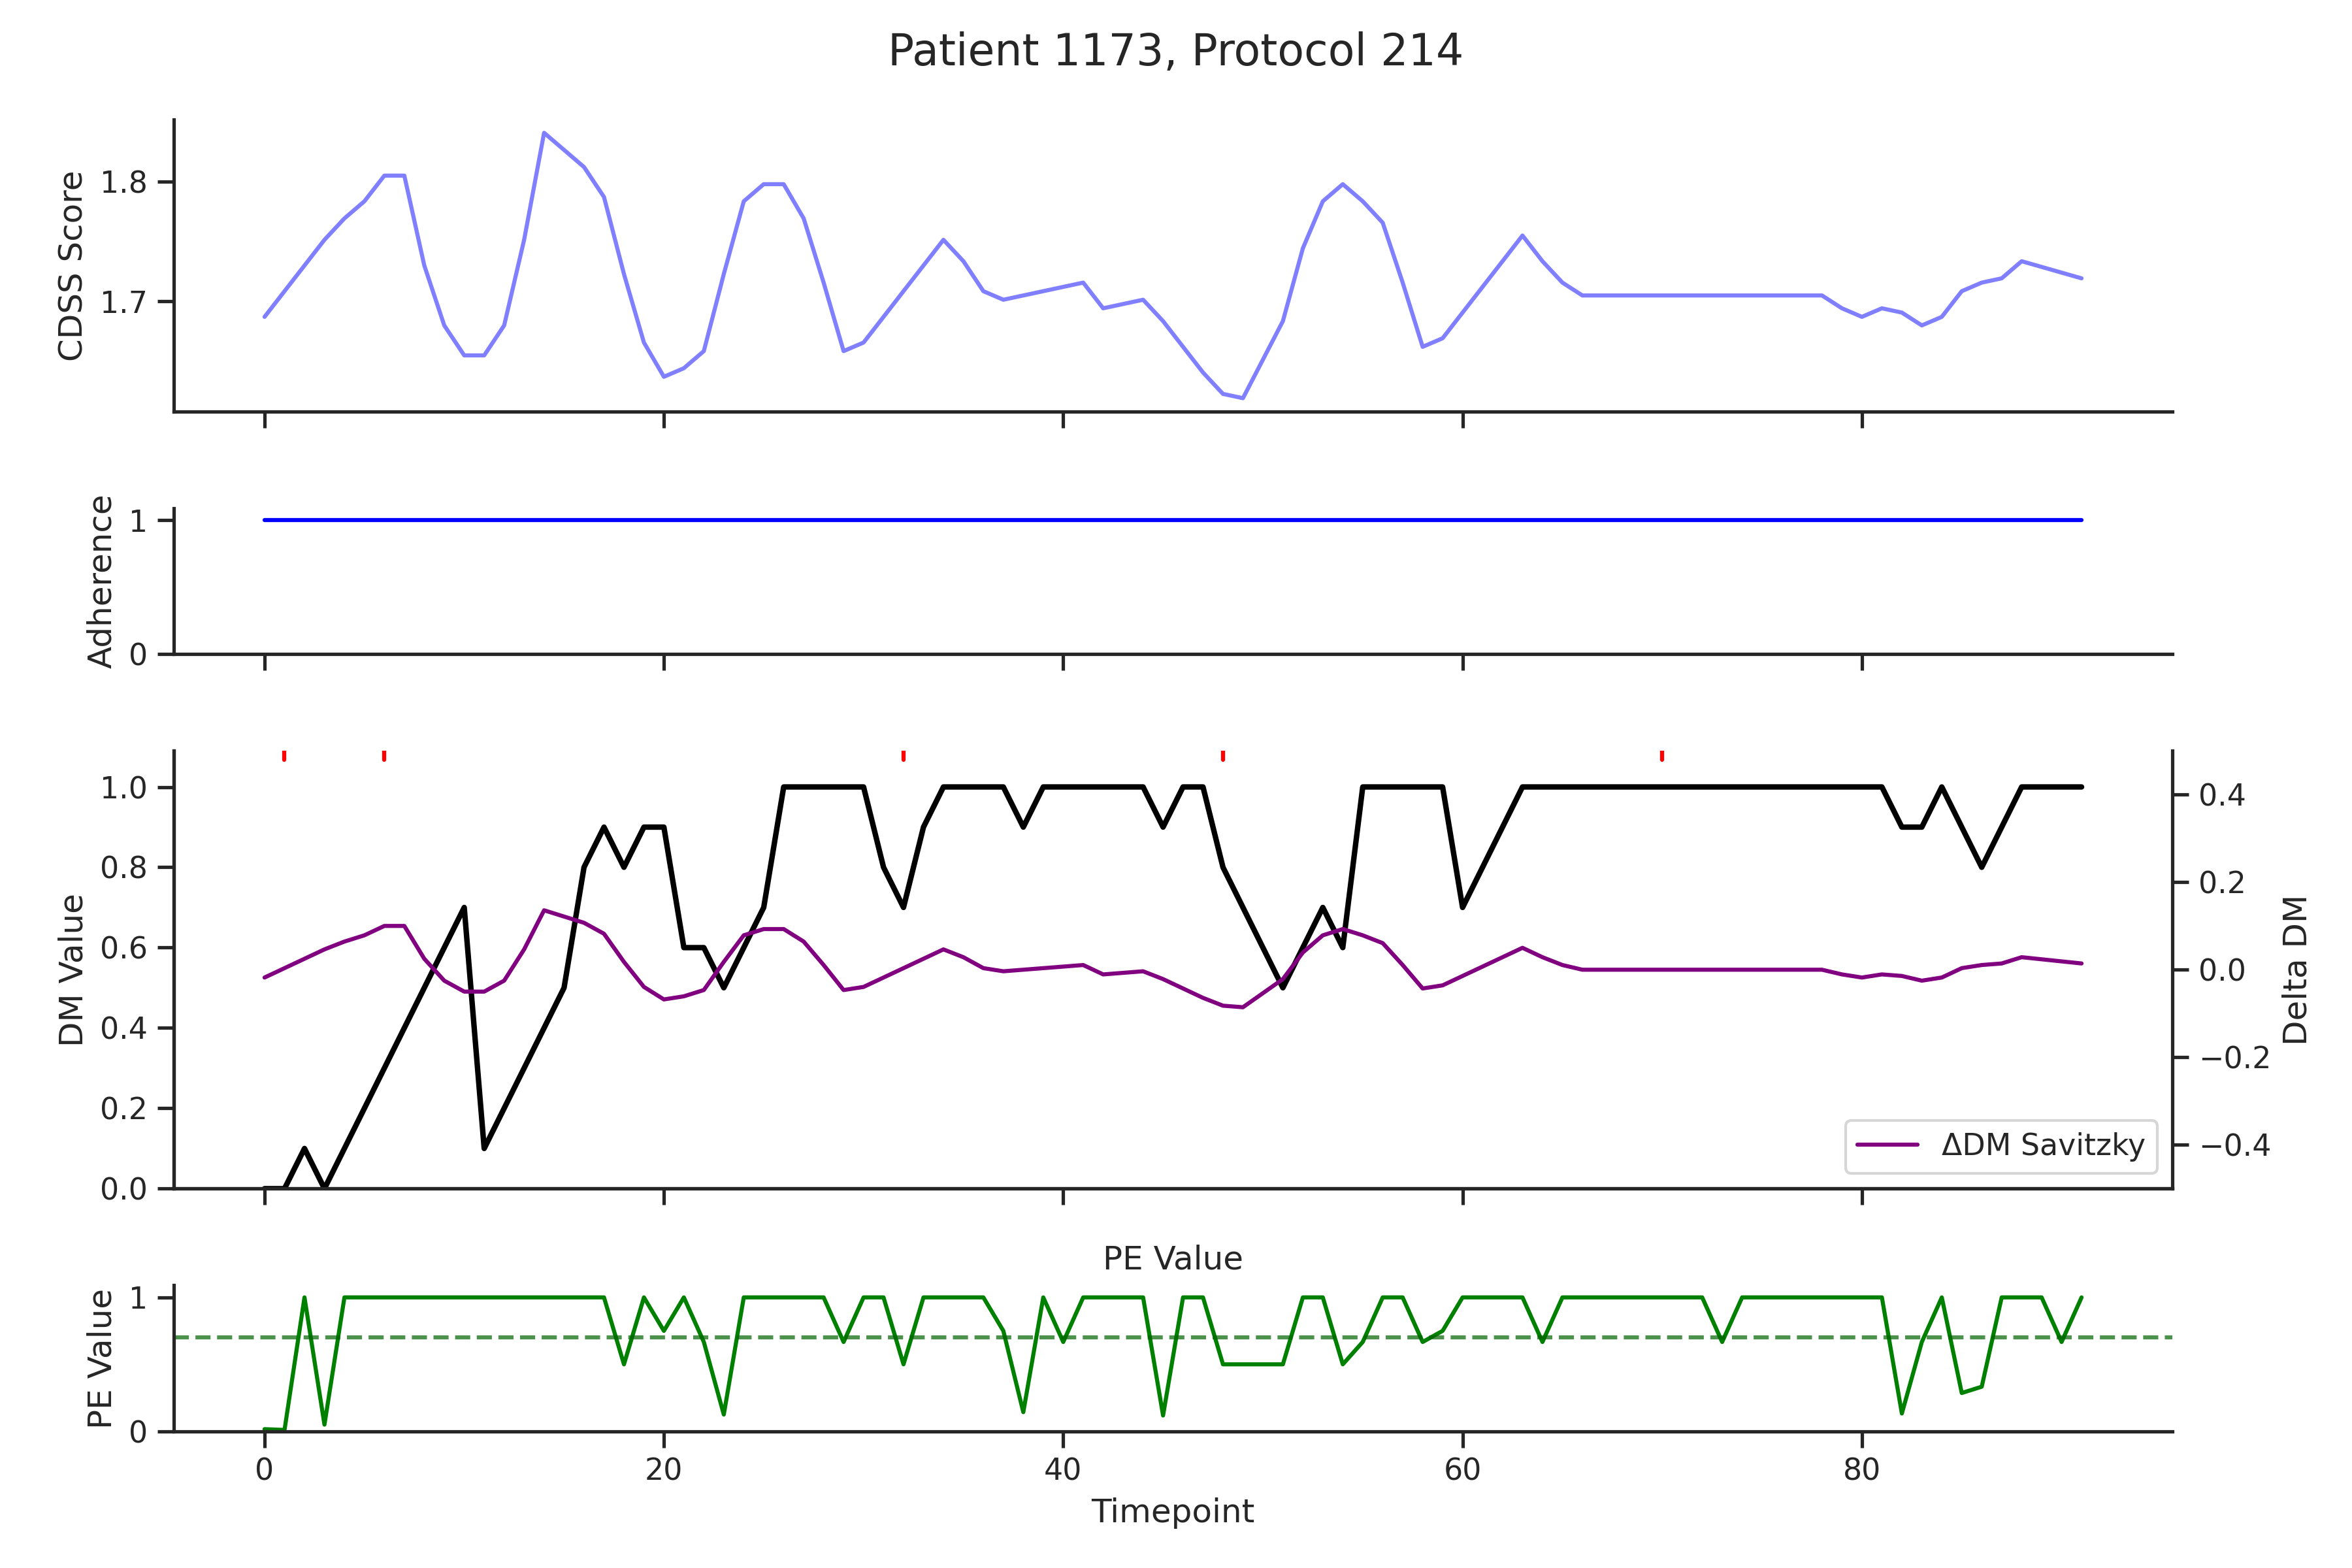 Patient 1173, Protocol 214
CDSS Score
1.8
1.7
Adherence
1
0
DM Value
1.0
0.8
0.6
0.4
0.2
0.0
Delta DM
0.4
0.2
0.0
−0.2
−0.4
ΔDM Savitzky
PE Value
PE Value
1
0
0 20 40 60 80
Timepoint